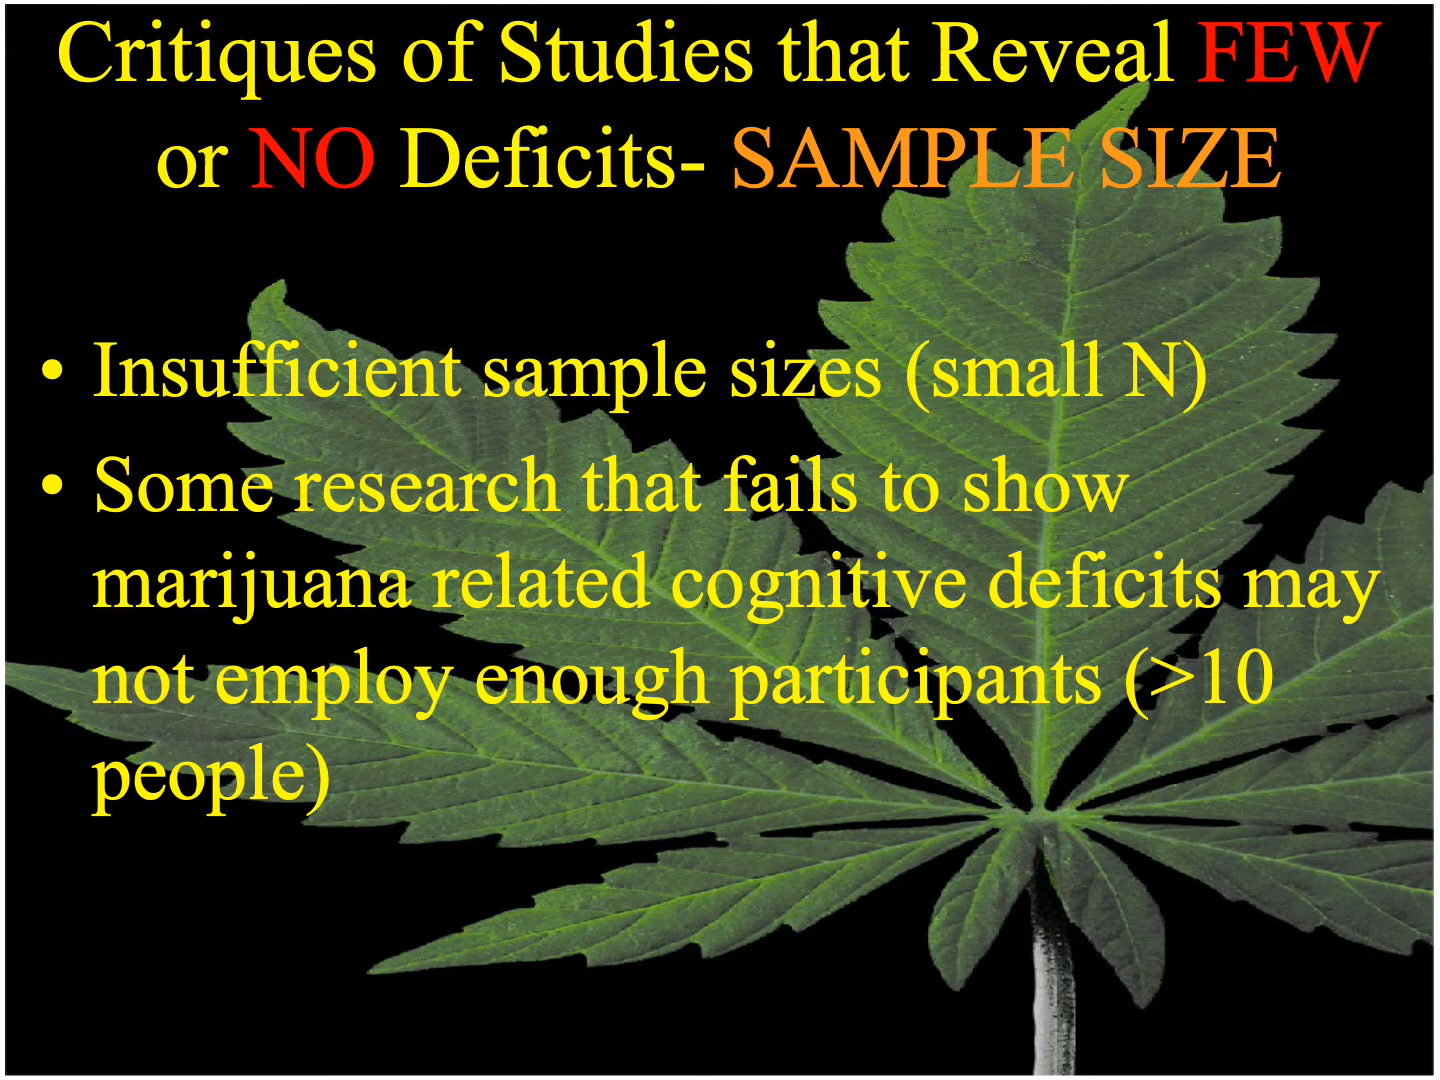 Critiques of Studies that Reveal FEW
or NO Deficits- SAMPLE SIZE
• Insufficient sample sizes (small N)
• Some research that fails to show
marijuana related cognitive deficits may
not employ enough participants (>10
people)